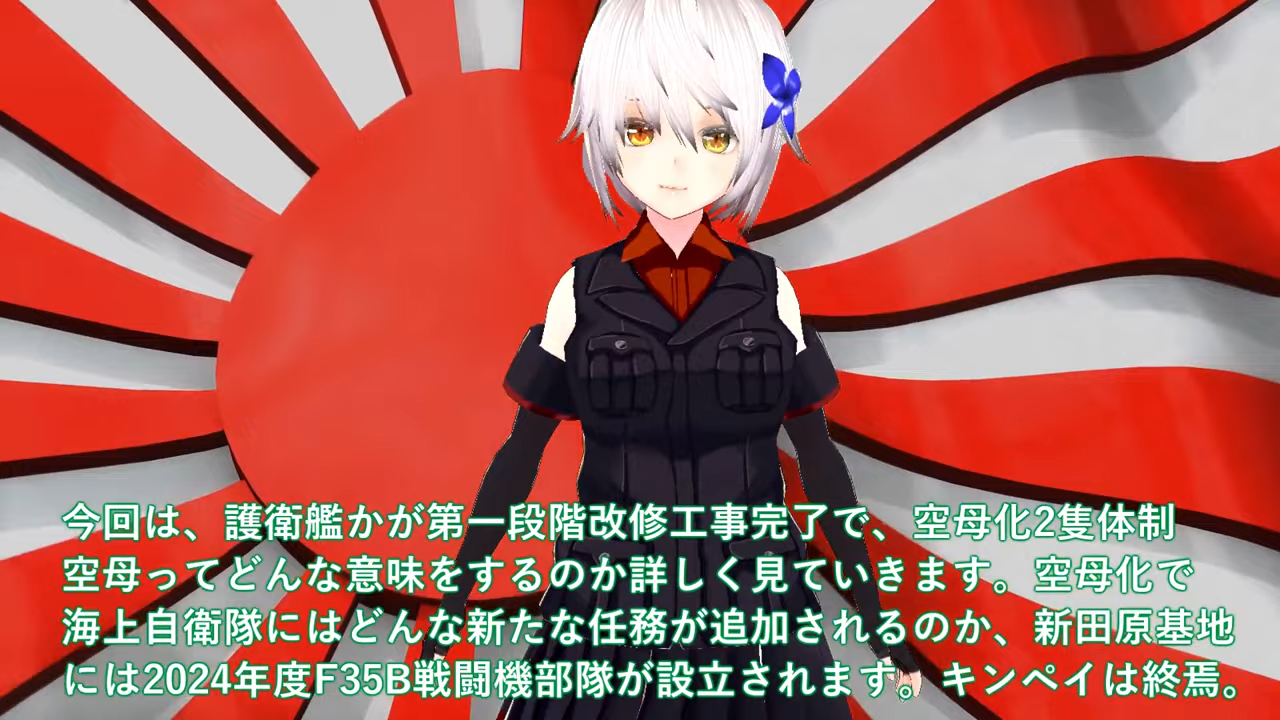 今回は、護衛艦かが第一段階改修工事完了で、空母化2隻体制
空母ってどんな意味をするのか詳しく見ていきます。空母化で
海上自衛隊にはどんな新たな任務が追加されるのか、新田原基地
には2024年度F35B戦闘機部隊が設立されます。キンペイは終焉。